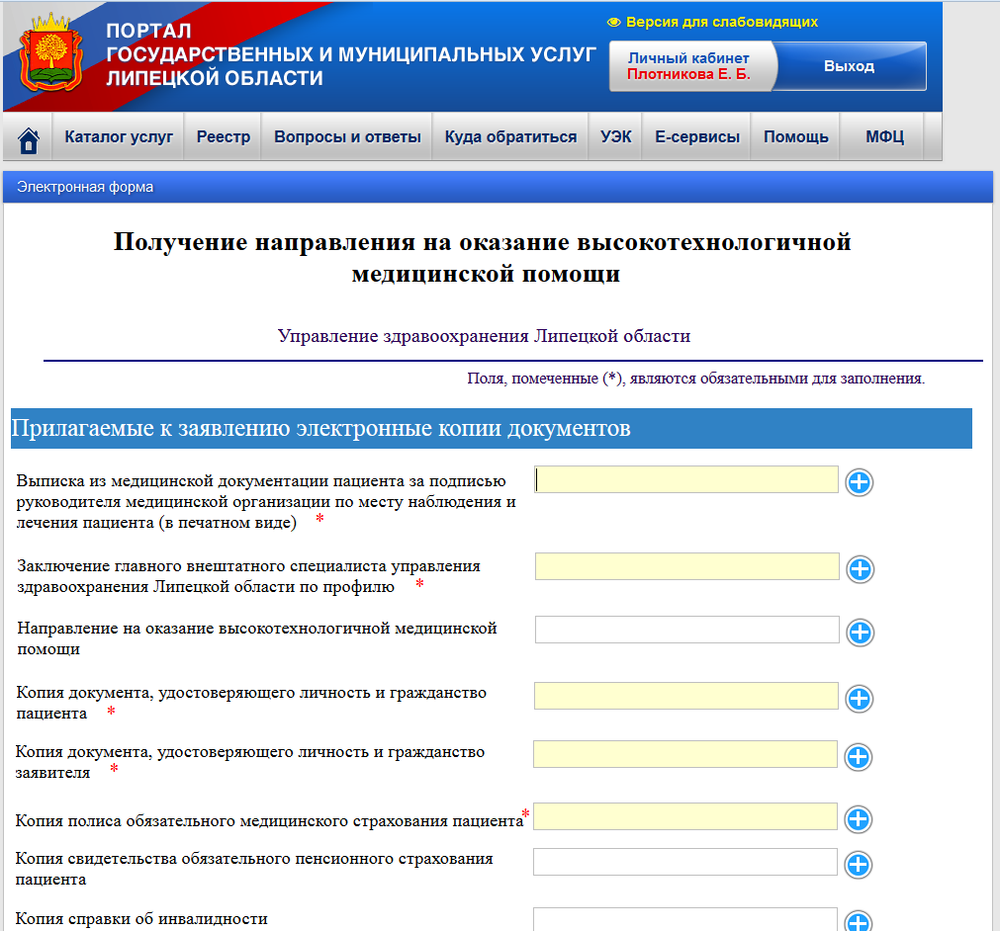 ПОРТАЛ
ГОСУДАРСТВЕННЫХ И МУНИЦИПАЛЬНЫХ УСЛУГ
ЛИПЕЦКОЙ ОБЛАСТИ
Версия для слабовидящих
Личный кабинет
Плотникова Е. Б.
Выход
Каталог услуг Реестр Вопросы и ответы Куда обратиться УЭК Е-сервисы Помощь МФЦ
Электронная форма
Получение направления на оказание высокотехнологичной
медицинской помощи
Управление здравоохранения Липецкой области
Поля, помеченные (*), являются обязательными для заполнения.
Прилагаемые к заявлению электронные копии документов
Выписка из медицинской документации пациента за подписью
руководителя медицинской организации по месту наблюдения и
лечения пациента (в печатном виде) *
Заключение главного внештатного специалиста управления
здравоохранения Липецкой области по профилю *
Направление на оказание высокотехнологичной медицинской
помощи
Копия документа, удостоверяющего личность и гражданство
пациента *
Копия документа, удостоверяющего личность и гражданство
заявителя *
Копия полиса обязательного медицинского страхования пациента*
Копия свидетельства обязательного пенсионного страхования
пациента
Копия справки об инвалидности